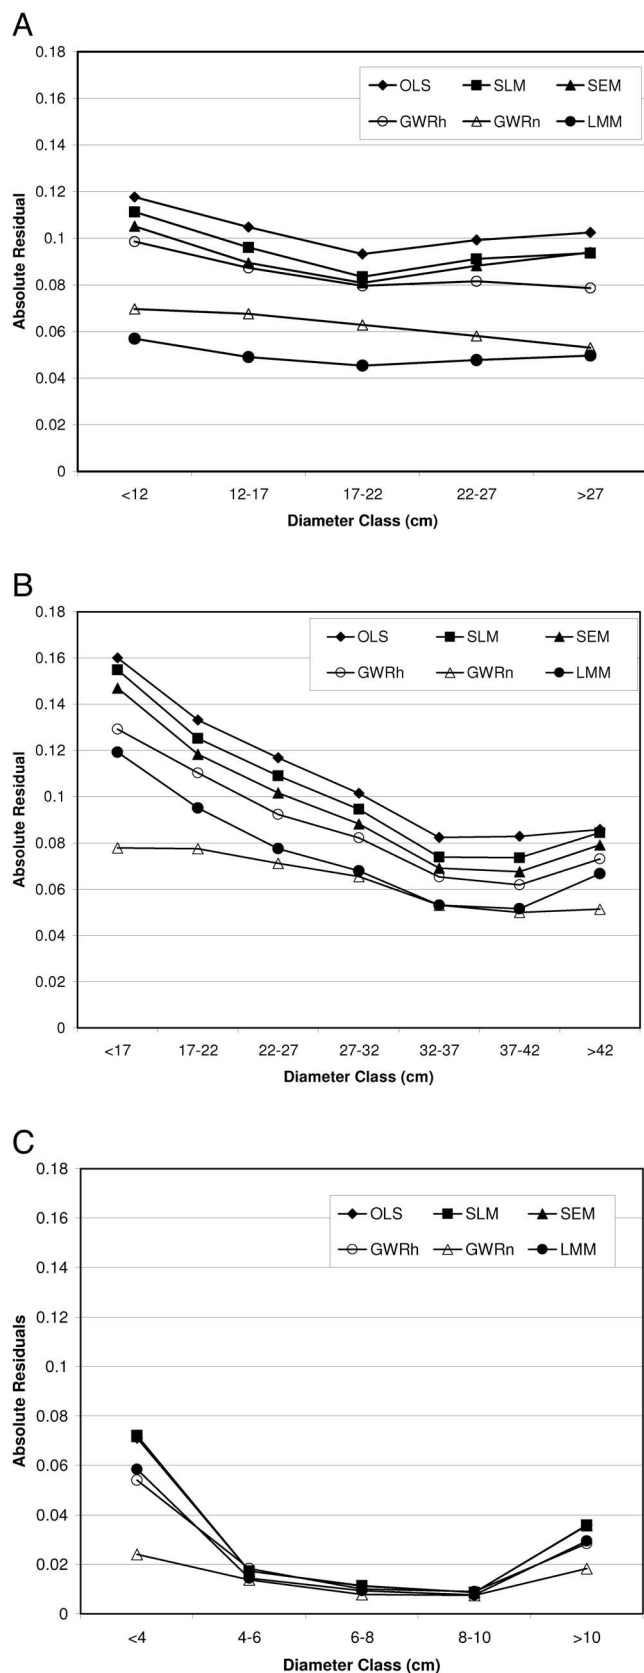 A
0.18
0.16
0.14
0.12
0.1
0.08
0.06
0.04
0.02
0
Absolute Residual
OLS SLM SEM
GWRh GWRn LMM
<12 12-17 17-22 22-27 >27
Diameter Class (cm)
B
0.18
0.16
0.14
0.12
0.1
0.08
0.06
0.04
0.02
0
Absolute Residual
OLS SLM SEM
GWRh GWRn LMM
<17 17-22 22-27 27-32 32-37 37-42 >42
Diameter Class (cm)
C
0.18
0.16
0.14
0.12
0.1
0.08
0.06
0.04
0.02
0
Absolute Residuals
OLS SLM SEM
GWRh GWRn LMM
<4 4-6 6-8 8-10 >10
Diameter Class (cm)